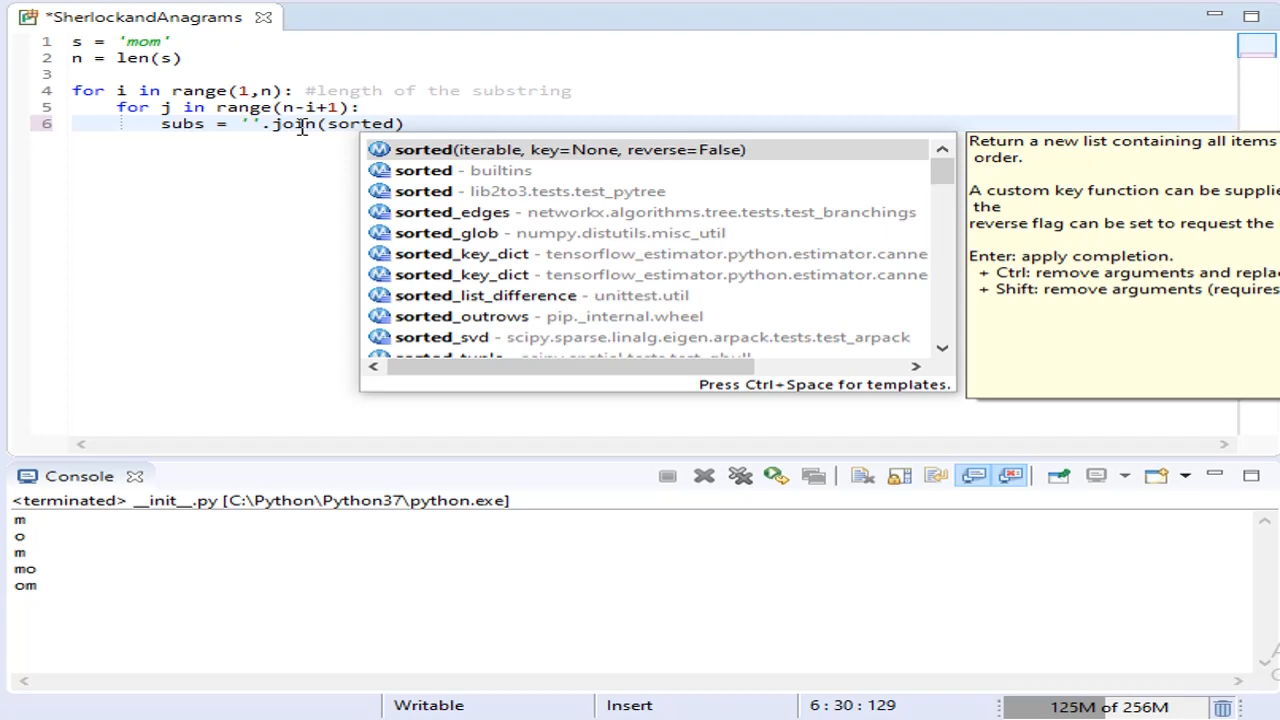 *SherlockandAnagrams
1 s = 'mom'
2 n = len(s)
3
4 for i in range(1,n): #length of the substring
5 for j in range(n-i+1):
6 subs = ''.join(sorted)
sorted(iterable, key=None, reverse=False)
sorted - builtins
sorted - lib2to3.tests.test_pytree
sorted_edges - networkx.algorithms.tree.tests.test_branchings
sorted_glob - numpy.distutils.misc_util
sorted_key_dict - tensorflow_estimator.python.estimator.canne
sorted_key_dict - tensorflow_estimator.python.estimator.canne
sorted_list_difference - unittest.util
sorted_outrows - pip._internal.wheel
sorted_svd - scipy.sparse.linalg.eigen.arpack.tests.test_arpack
Press Ctrl+Space for templates.
Return a new list containing all items
order.
A custom key function can be supplie
the
reverse flag can be set to request the
Enter: apply completion.
+ Ctrl: remove arguments and repla
+ Shift: remove arguments (requires
Console
<terminated> __init__.py [C:\Python\Python37\python.exe]
m
o
m
mo
om
Writable
Insert
6 : 30 : 129
125M of 256M